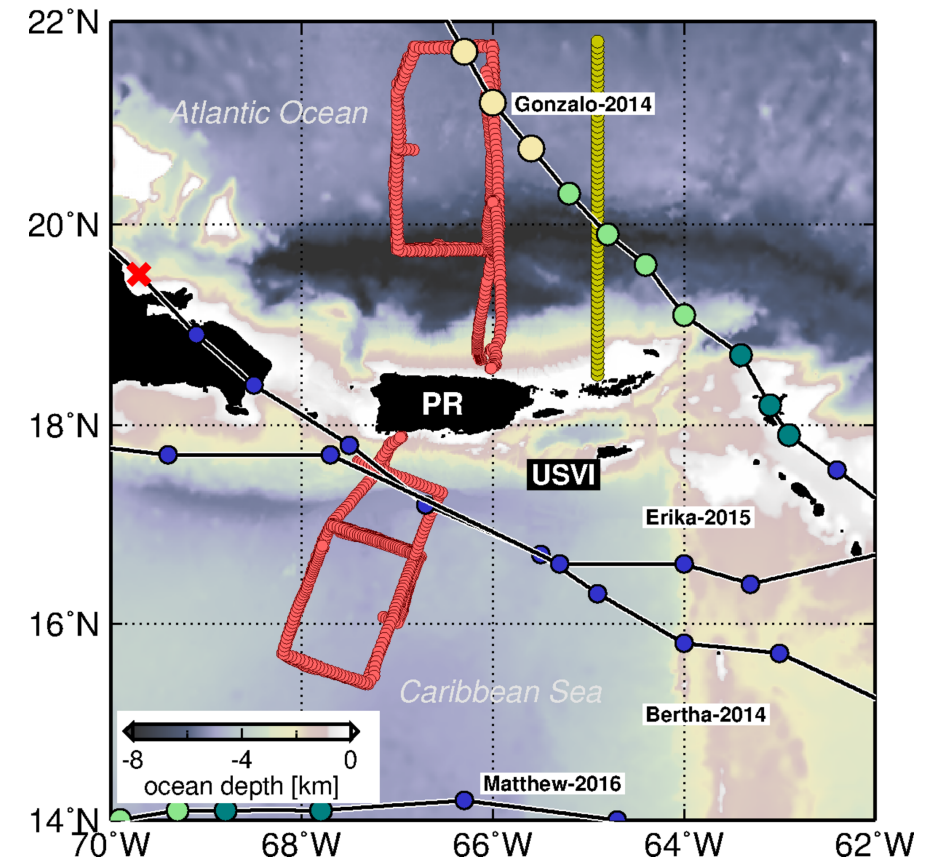 22˚N
Atlantic Ocean
Gonzalo-2014
20˚N
PR
18˚N
USVI
Erika-2015
16˚N
Caribbean Sea
Bertha-2014
-8 -4 0
ocean depth [km]
Matthew-2016
14˚N
70˚W 68˚W 66˚W 64˚W 62˚W